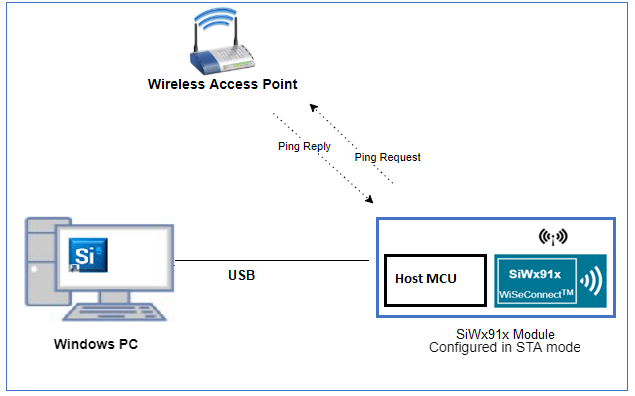 Wireless Access Point
Ping Reply
Ping Request
Si 5
USB
Host MCU
SiWx91x
WiSeConnect™
Windows PC
SiWx91x Module
Configured in STA mode